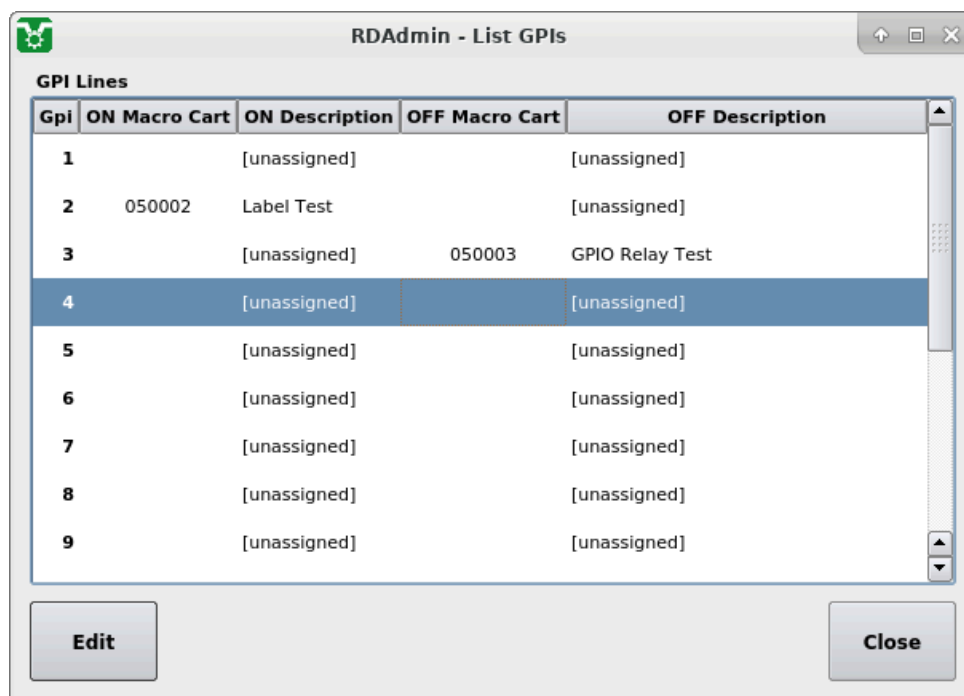 RDAdmin - List GPIs
GPI Lines
Gpi ON Macro Cart ON Description OFF Macro Cart OFF Description
1 [unassigned] [unassigned]
2 050002 Label Test [unassigned]
3 [unassigned] 050003 GPIO Relay Test
4 [unassigned] [unassigned]
5 [unassigned] [unassigned]
6 [unassigned] [unassigned]
7 [unassigned] [unassigned]
8 [unassigned] [unassigned]
9 [unassigned] [unassigned]
Edit Close